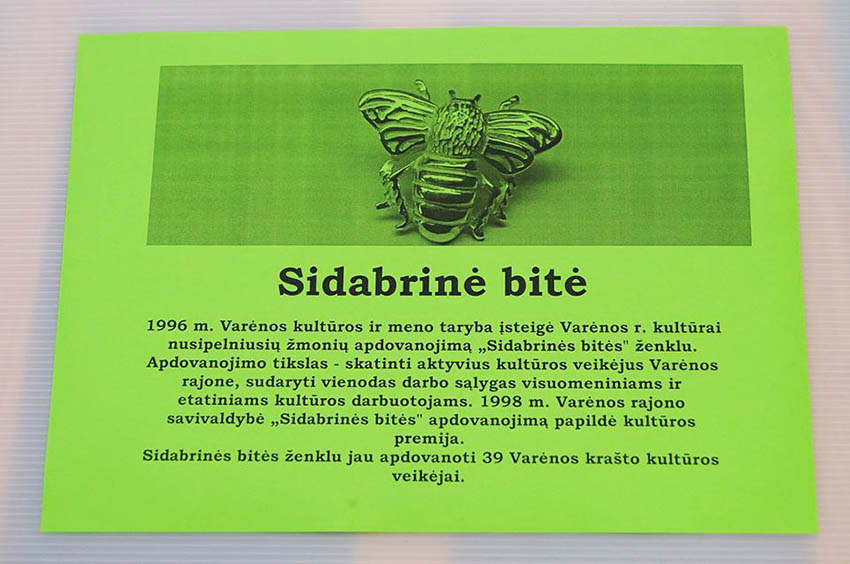 Sidabrinė bitė
1996 m. Varėnos kultūros ir meno taryba įsteigė Varėnos r. kultūrai
nusipelniusių žmonių apdovanojimą „Sidabrinės bitės" ženklu.
Apdovanojimo tikslas - skatinti aktyvius kultūros veikėjus Varėnos
rajone, sudaryti vienodas darbo sąlygas visuomeniniams ir
etatiniams kultūros darbuotojams. 1998 m. Varėnos rajono
savivaldybė „Sidabrinės bitės" apdovanojimą papildė kultūros
premija.
Sidabrinės bitės ženklu jau apdovanoti 39 Varėnos krašto kultūros
veikėjai.